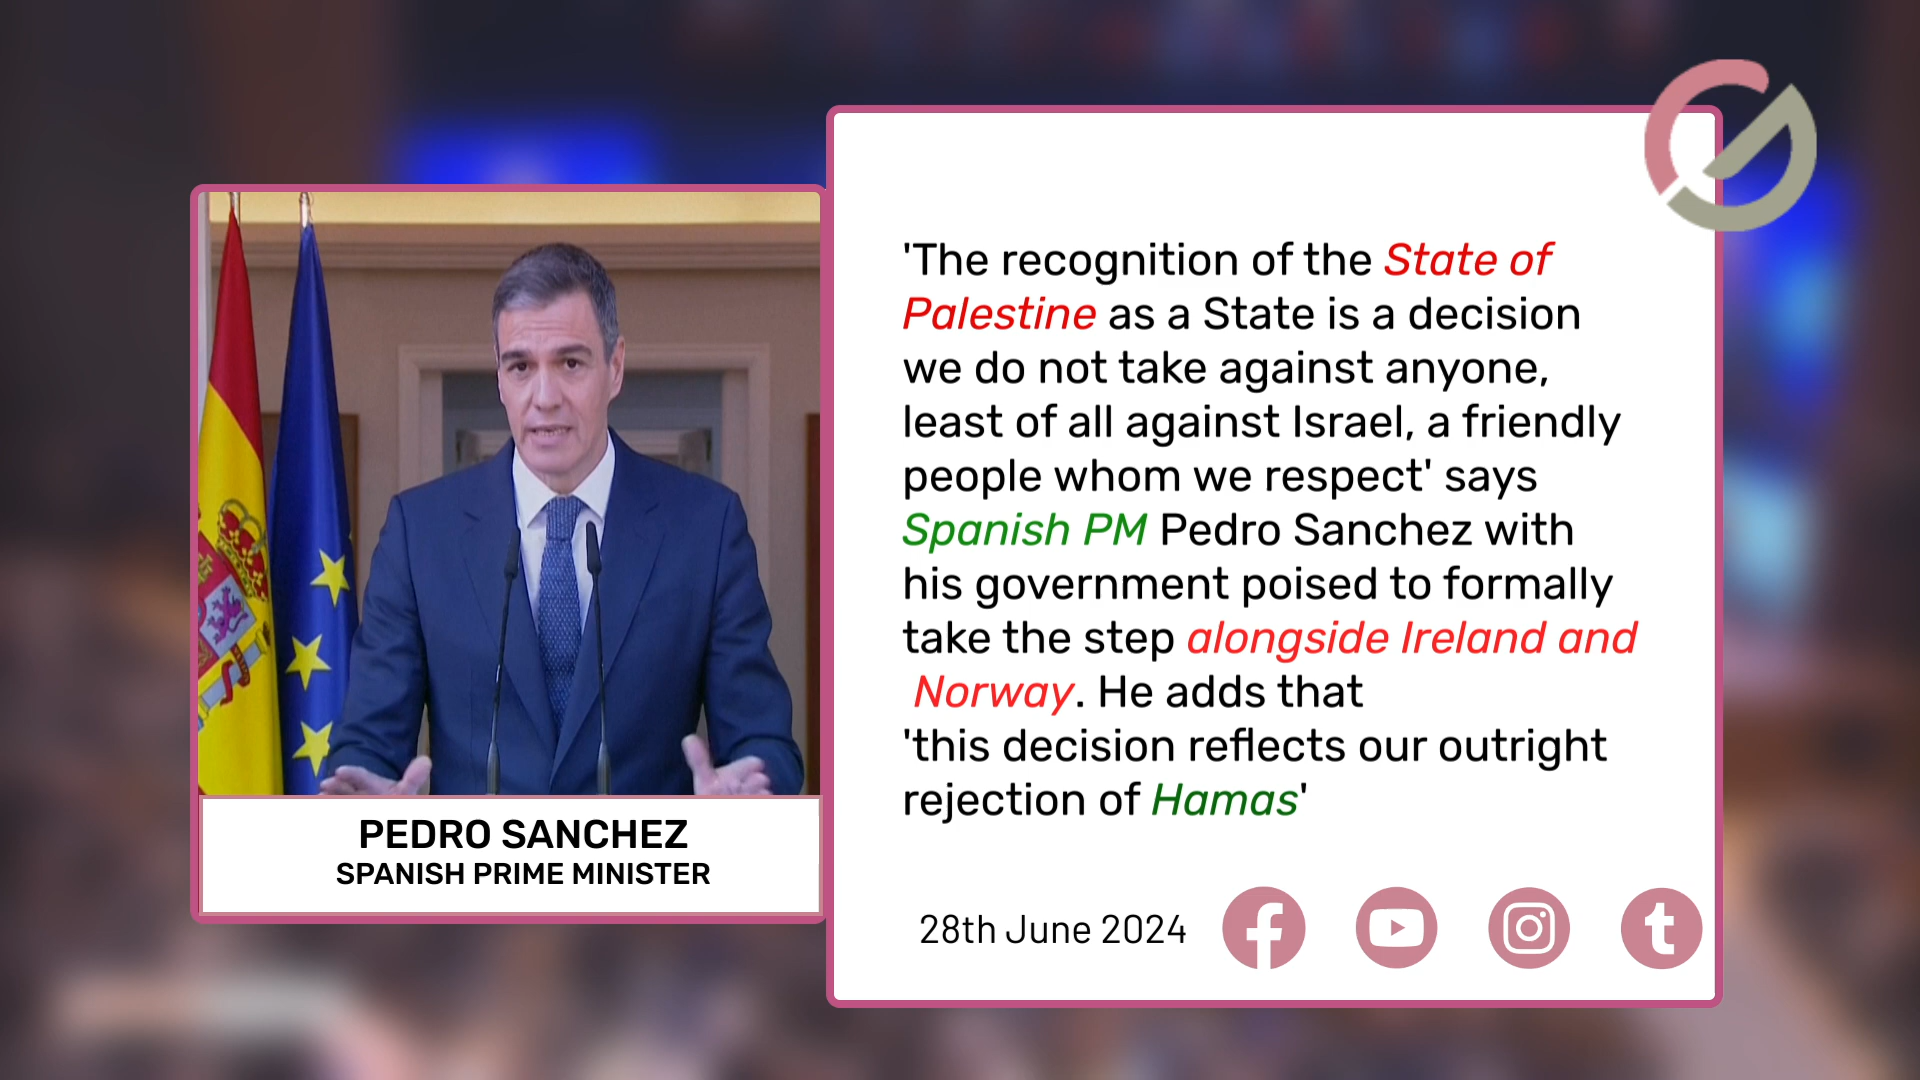 'The recognition of the State of
Palestine as a State is a decision
we do not take against anyone,
least of all against Israel, a friendly
people whom we respect' says
Spanish PM Pedro Sanchez with
his government poised to formally
take the step alongside Ireland and
Norway. He adds that
'this decision reflects our outright
rejection of Hamas'
PEDRO SANCHEZ
SPANISH PRIME MINISTER
28th June 2024